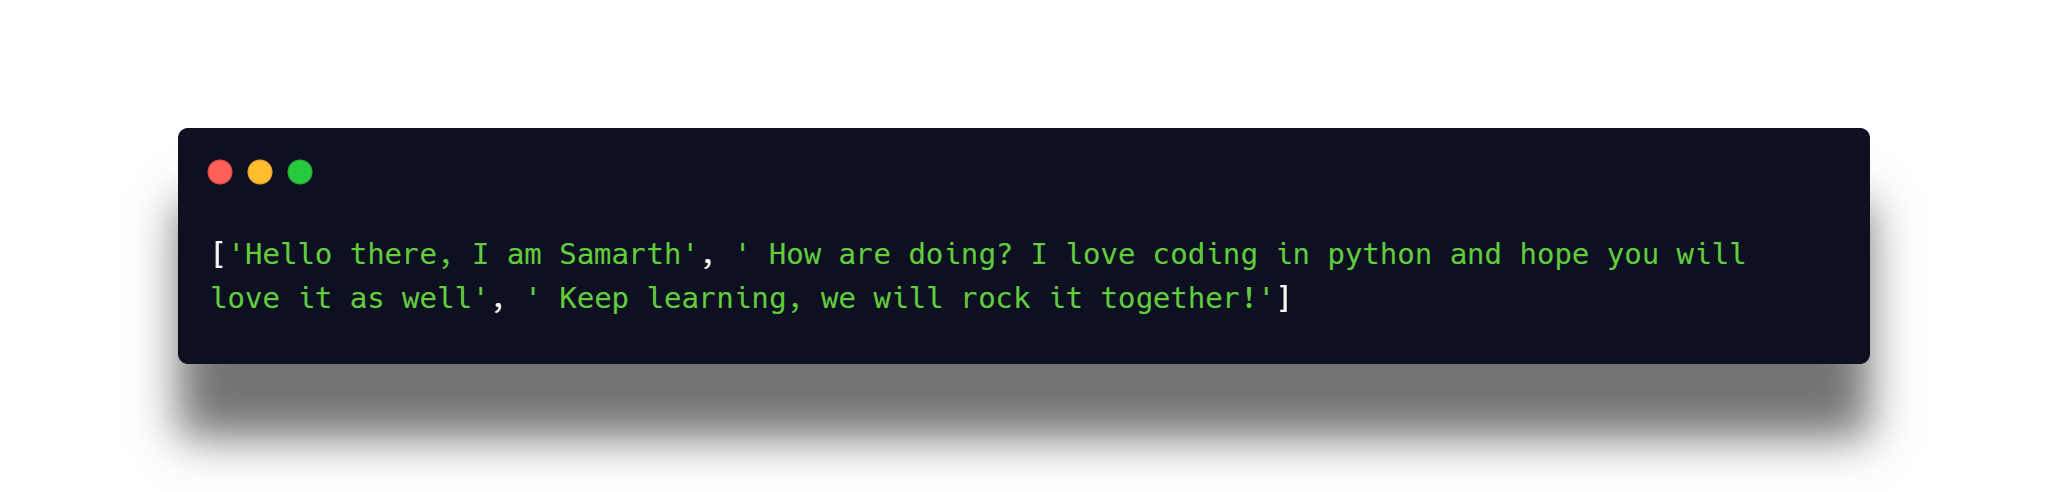 ['Hello there, I am Samarth', ' How are doing? I love coding in python and hope you will
love it as well', ' Keep learning, we will rock it together!']